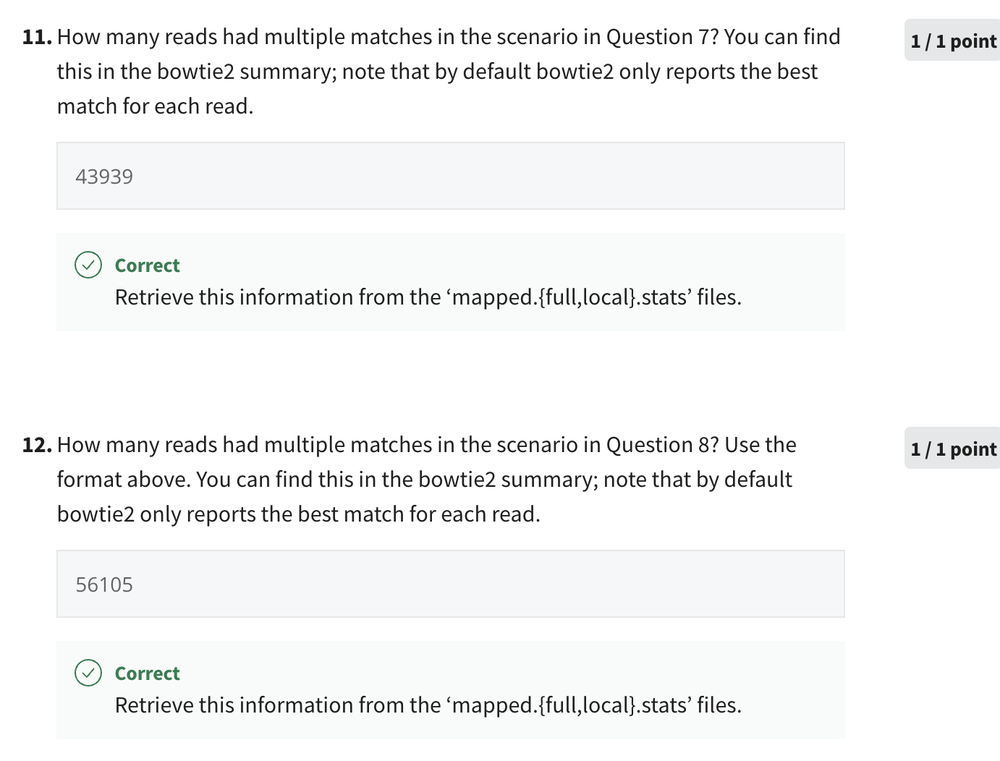 11. How many reads had multiple matches in the scenario in Question 7? You can find
1 / 1 point
this in the bowtie2 summary; note that by default bowtie2 only reports the best
match for each read.
43939
Correct
Retrieve this information from the ‘mapped.{full,local}.stats’ files.
12. How many reads had multiple matches in the scenario in Question 8? Use the
1 / 1 point
format above. You can find this in the bowtie2 summary; note that by default
bowtie2 only reports the best match for each read.
56105
Correct
Retrieve this information from the ‘mapped.{full,local}.stats’ files.